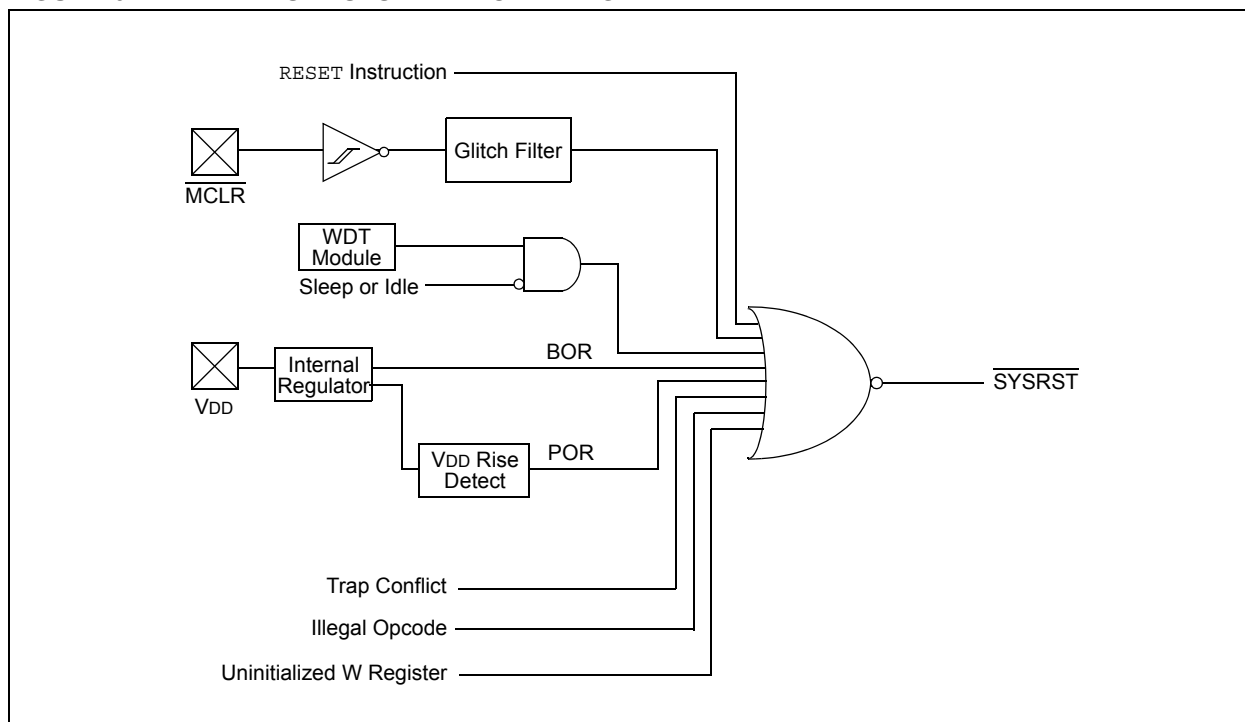 RESET Instruction
Glitch Filter
MCLR
WDT
Module
Sleep or Idle
BOR
Internal
Regulator
VDD
SYSRST
VDD Rise
Detect
POR
Trap Conflict
Illegal Opcode
Uninitialized W Register